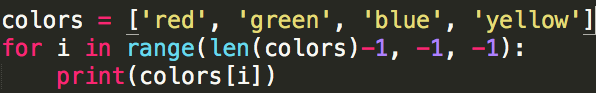 colors = ['red', 'green', 'blue', 'yellow']
for i in range(len(colors)-1, -1, -1):
    print(colors[i])